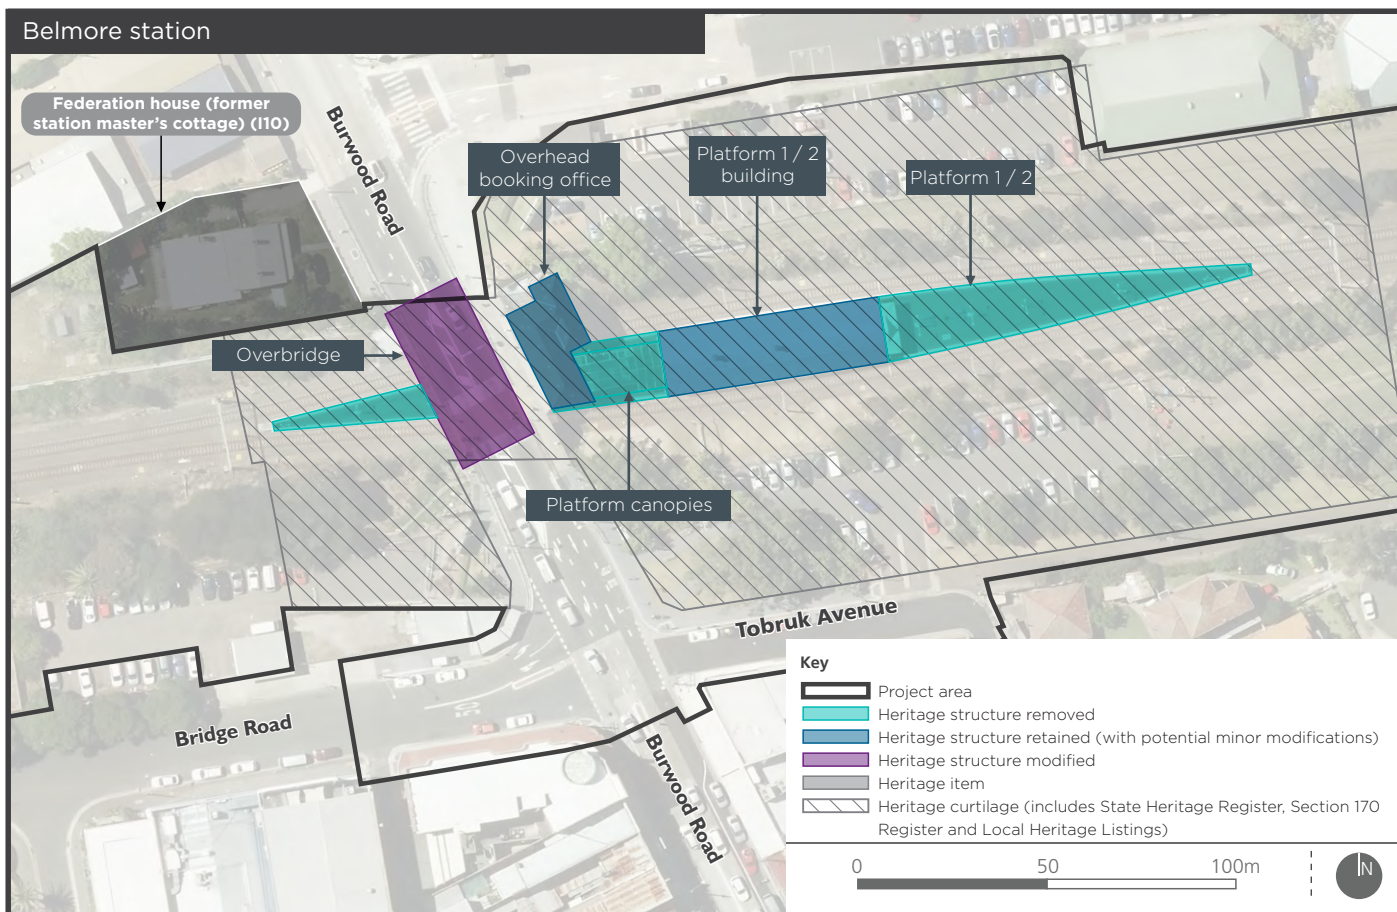 Belmore station
Federation house (former
station master's cottage) (I10)
Burwood Road
Overhead
booking office
Platform 1 / 2
building
Platform 1 / 2
Overbridge
Platform canopies
Tobruk Avenue
Bridge Road
Burwood Road
Key
Project area
Heritage structure removed
Heritage structure retained (with potential minor modifications)
Heritage structure modified
Heritage item
Heritage curtilage (includes State Heritage Register, Section 170
Register and Local Heritage Listings)
0 50 100m
N